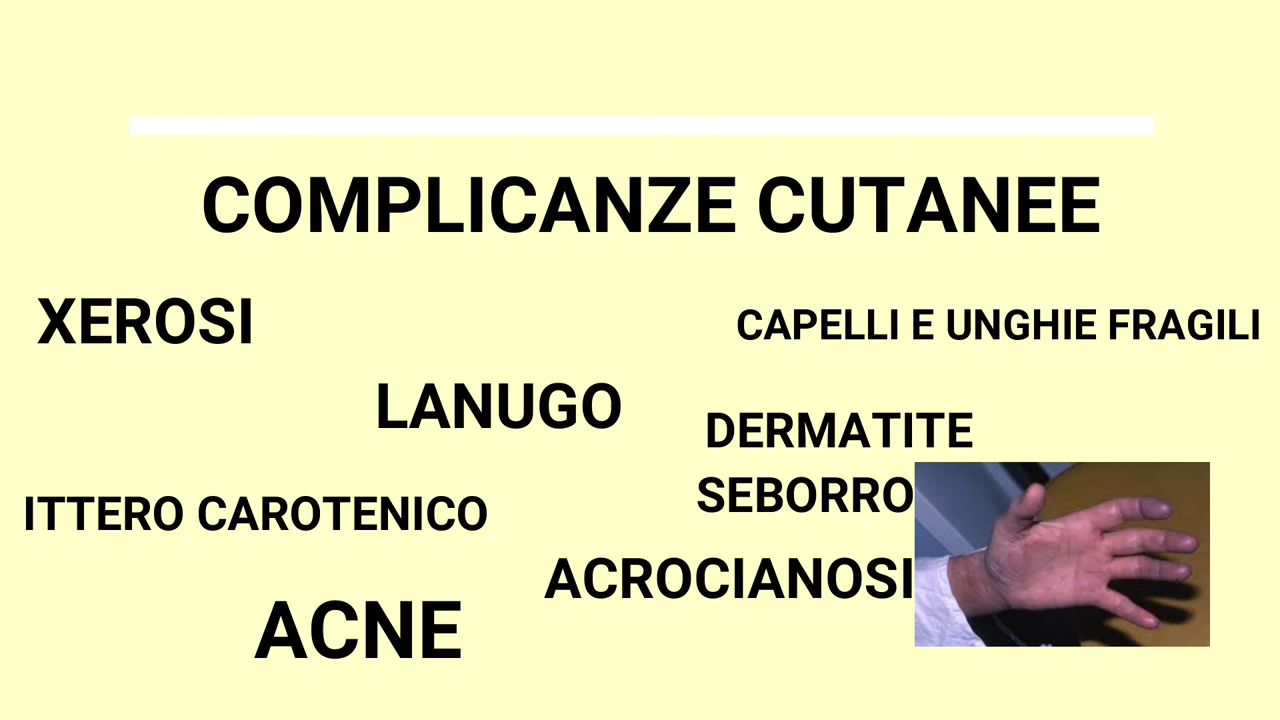 COMPLICANZE CUTANEE
XEROSI
CAPELLI E UNGHIE FRAGILI
LANUGO
DERMATITE
SEBORRO
ITTERO CAROTENICO
ACROCIANOSI
ACNE